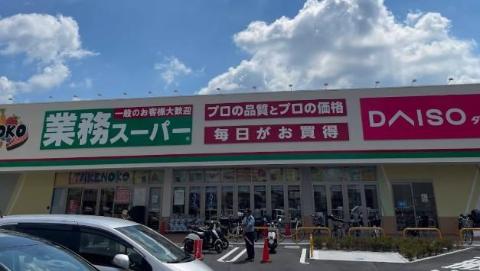 一般のお客様大歓迎
業務スーパー
プロの品質とプロの価格
毎日がお買得
DAISO
TAKENOKO